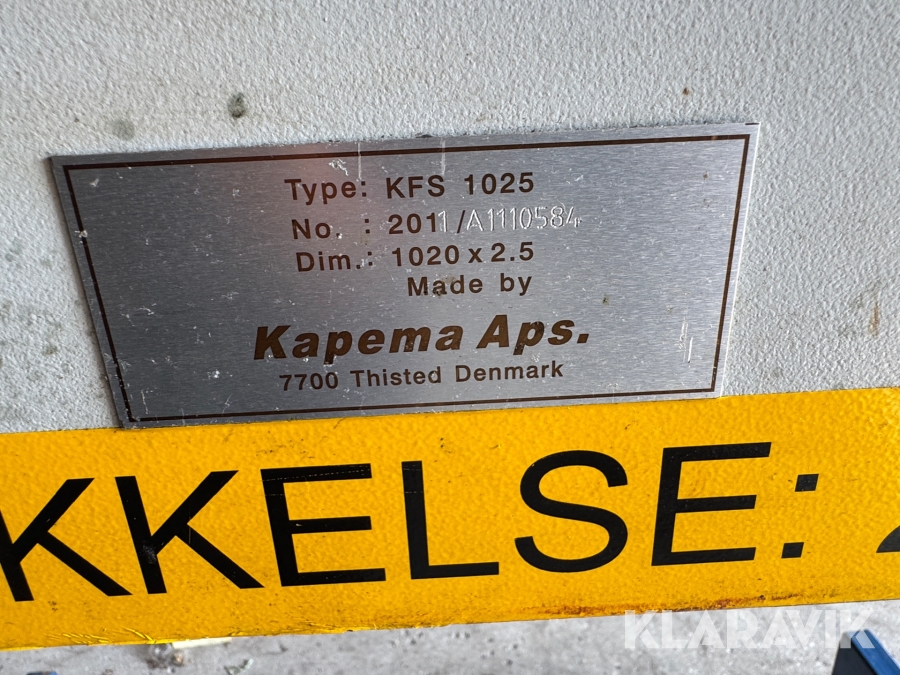 Type: KFS 1025
No. : 2011/A1110584
Dim.: 1020 x 2.5
Made by
Kapema Aps.
7700 Thisted Denmark
KKELSE:
KLARAVIK